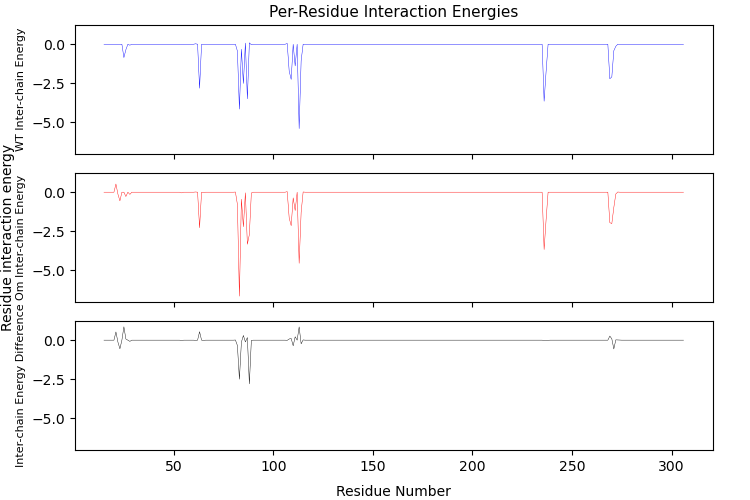 Per-Residue Interaction Energies
Residue interaction energy
WT Inter-chain Energy
0.0
−2.5
−5.0
Om Inter-chain Energy
0.0
−2.5
−5.0
Inter-chain Energy Difference
0.0
−2.5
−5.0
50
100
150
200
250
300
Residue Number